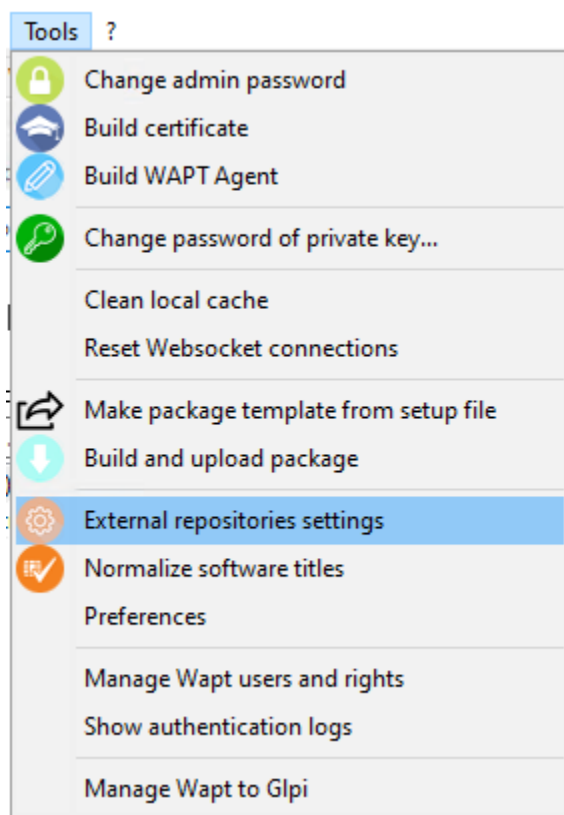 Tools ?
Change admin password
Build certificate
Build WAPT Agent
Change password of private key...
Clean local cache
Reset Websocket connections
Make package template from setup file
Build and upload package
External repositories settings
Normalize software titles
Preferences
Manage Wapt users and rights
Show authentication logs
Manage Wapt to Glpi